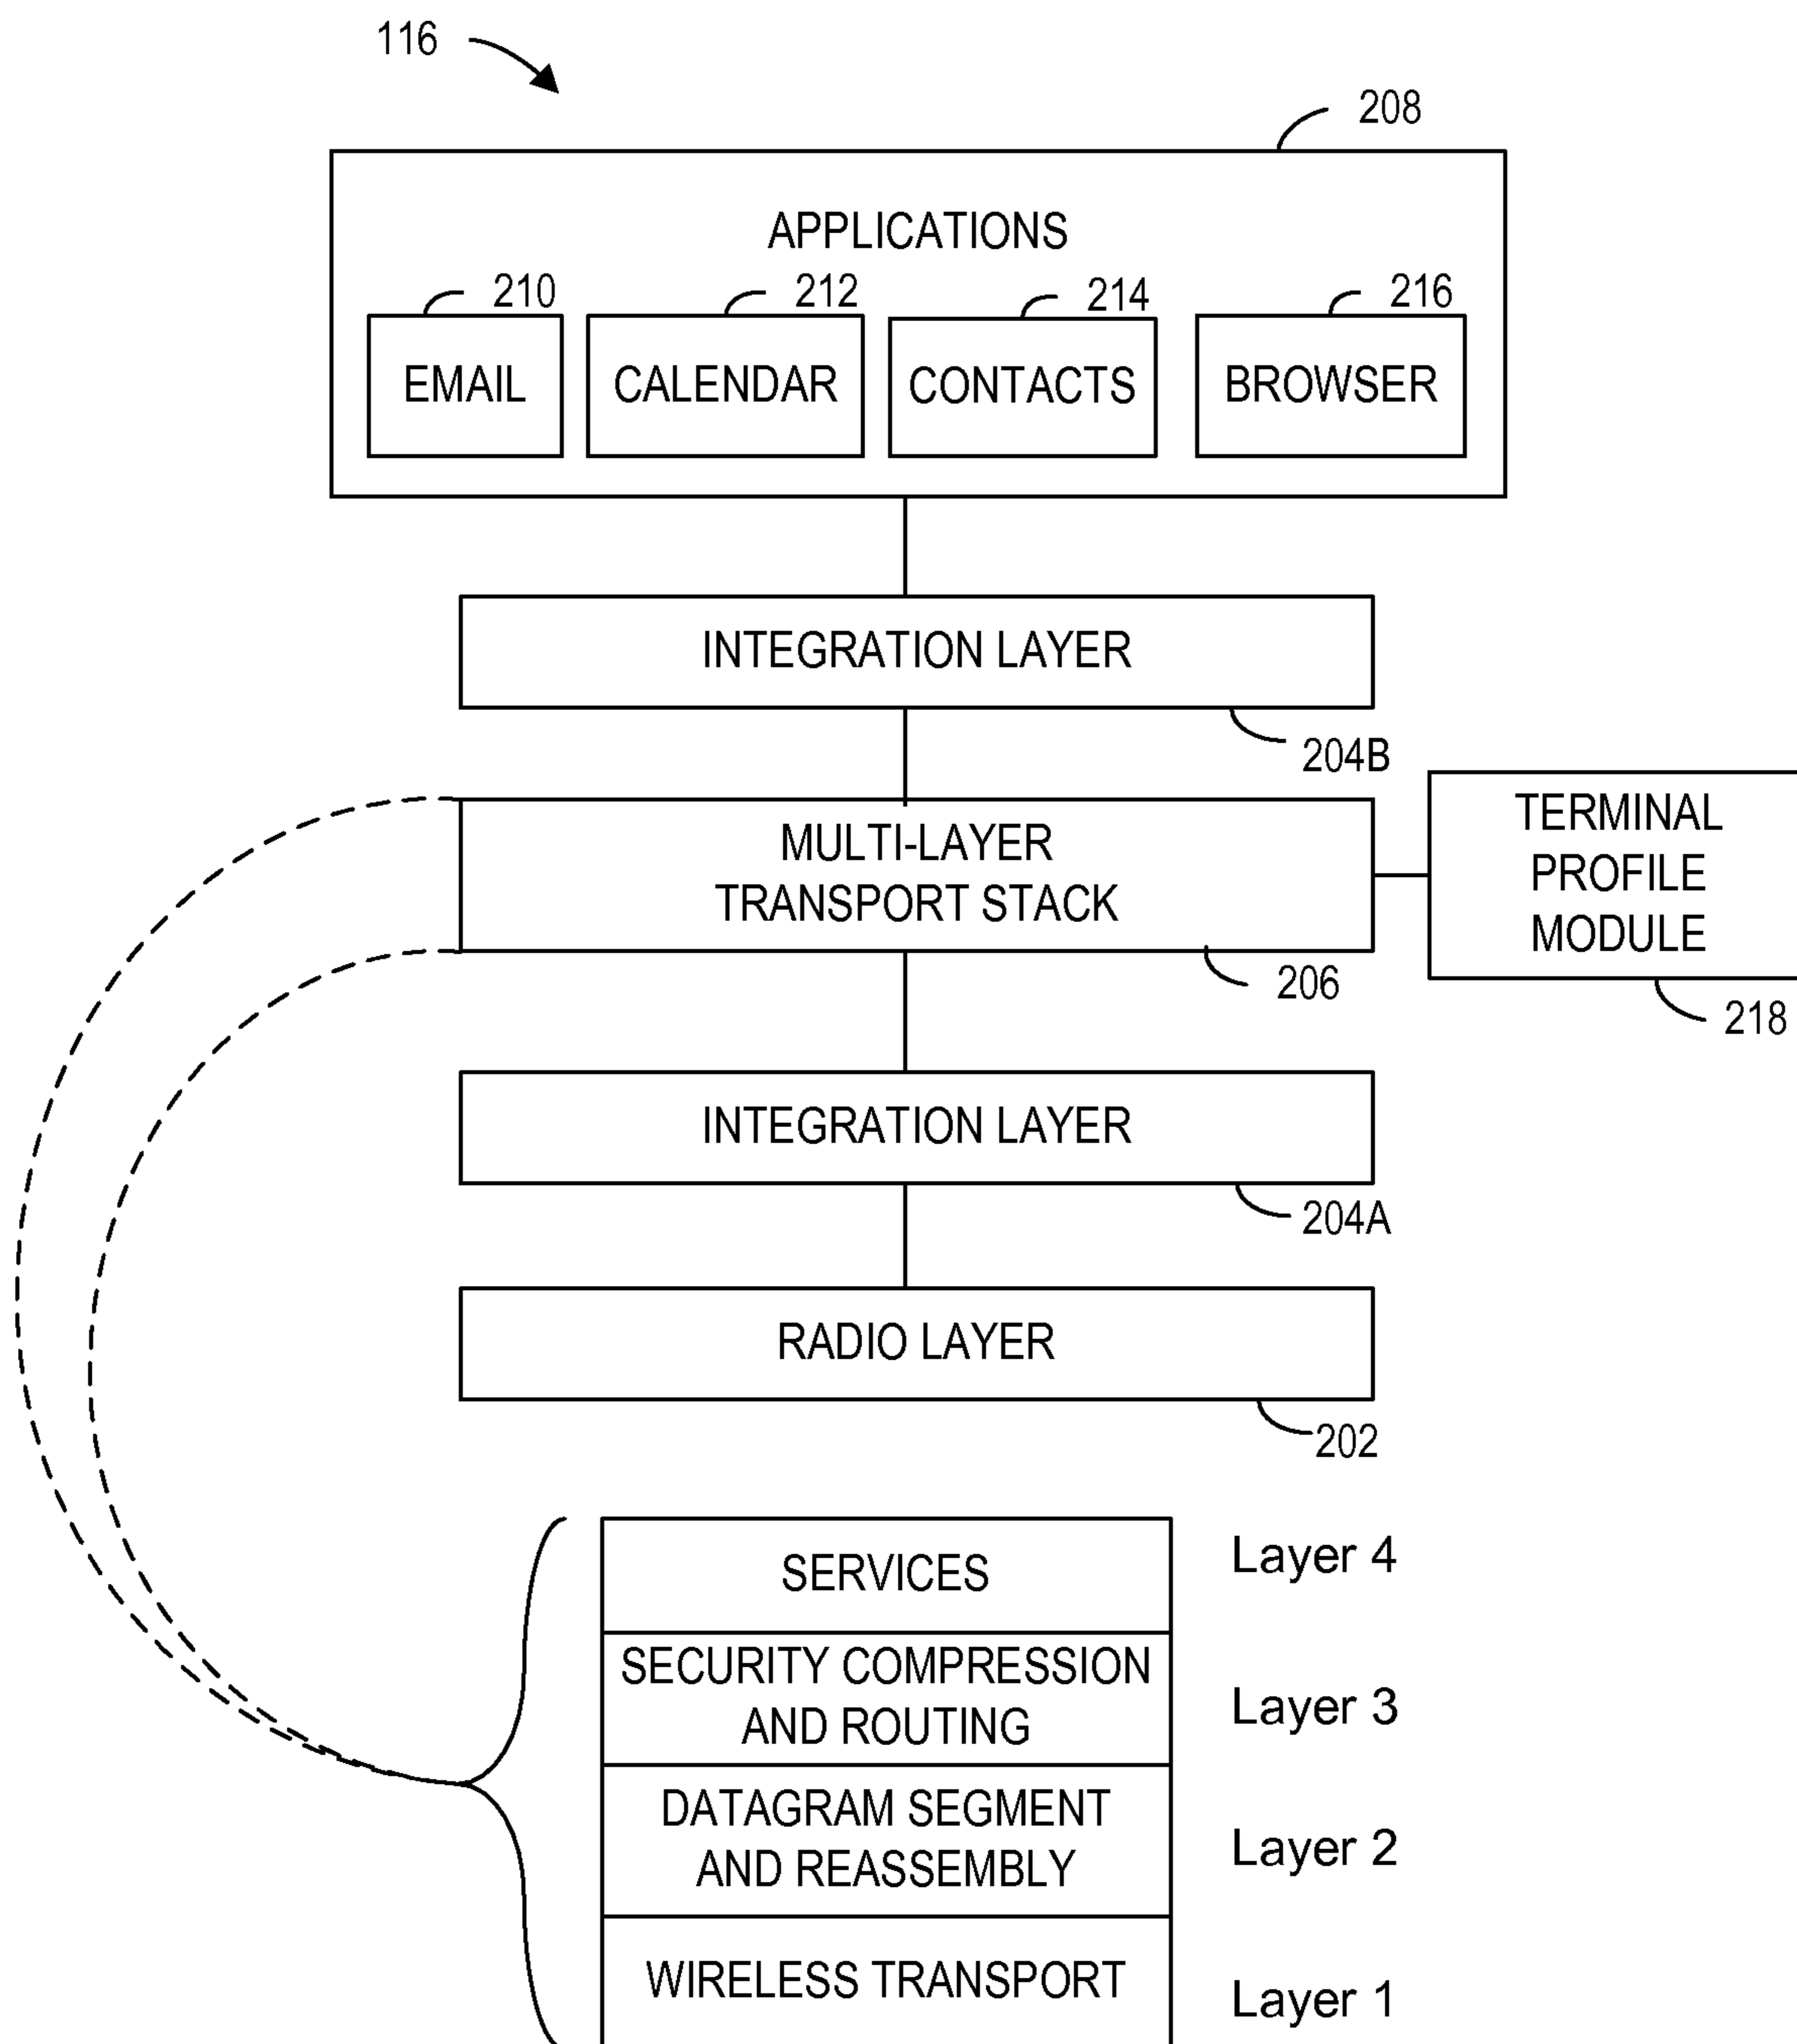 116
208
APPLICATIONS
210
212
214
216
EMAIL
CALENDAR
CONTACTS
BROWSER
INTEGRATION LAYER
204B
MULTI-LAYER
TRANSPORT STACK
206
TERMINAL
PROFILE
MODULE
218
INTEGRATION LAYER
204A
RADIO LAYER
202
SERVICES
Layer 4
SECURITY COMPRESSION
AND ROUTING
Layer 3
DATAGRAM SEGMENT
AND REASSEMBLY
Layer 2
WIRELESS TRANSPORT
Layer 1